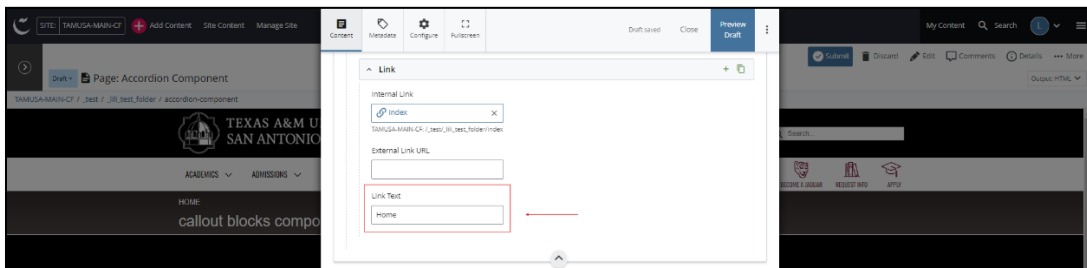 SITE: TAMUSA-MAIN-CF Add Content Site Content Manage Site
Content Metadata Configure Fullscreen
Draft saved Close Preview Draft
My Content Search L
Submit Discard Edit Comments Details More
Draft Page: Accordion Component
Output: HTML
TAMUSA-MAIN-CF / _test / _lili_test_folder / accordion-component
Link
Internal Link
Index
TAMUSA-MAIN-CF: /_test/_lili_test_folder/index
External Link URL
Link Text
Home
TEXAS A&M U
SAN ANTONIO
Search...
ACADEMICS ADMISSIONS
BECOME A JAGUAR REQUEST INFO APPLY
HOME
callout blocks compo